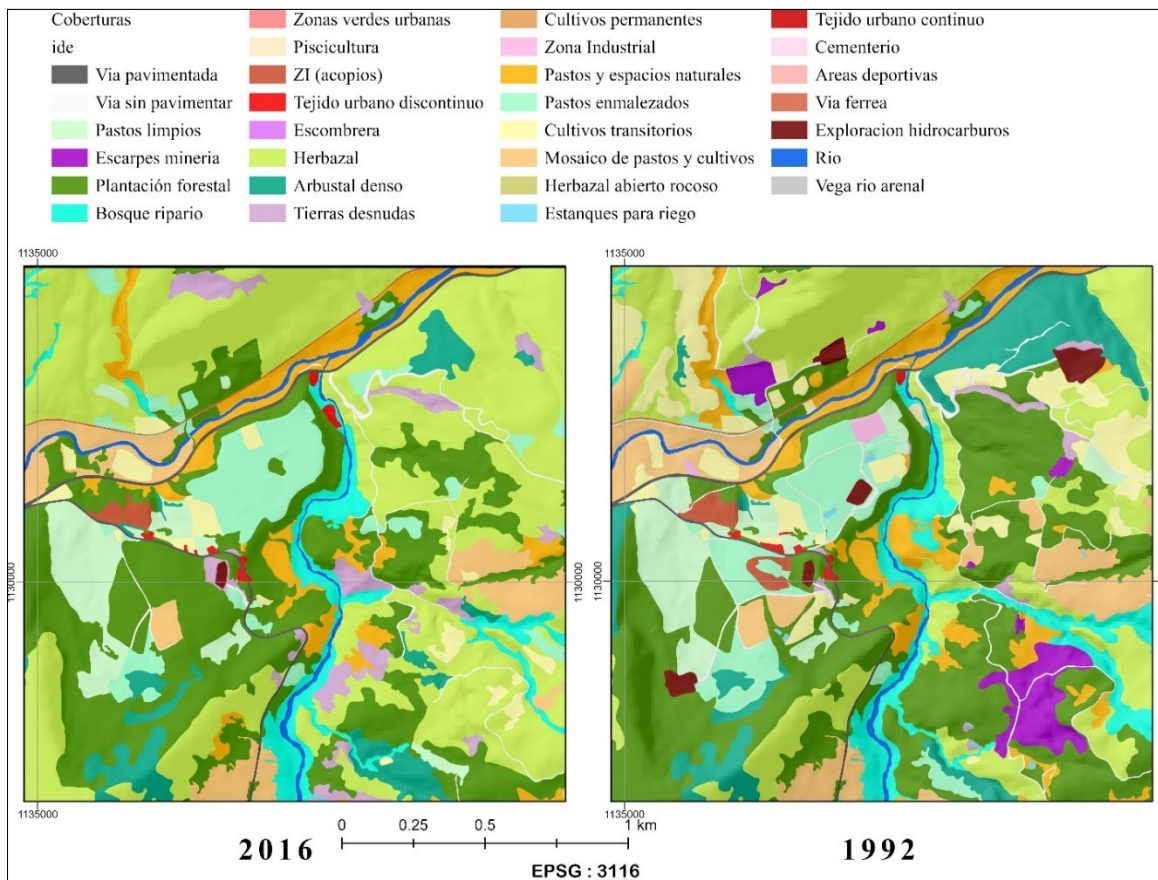 Coberturas
ide
Via pavimentada
Via sin pavimentar
Pastos limpios
Escarpes mineria
Plantación forestal
Bosque ripario
Zonas verdes urbanas
Piscicultura
ZI (acopios)
Tejido urbano discontinuo
Escombrera
Herbazal
Arbustal denso
Tierras desnudas
Cultivos permanentes
Zona Industrial
Pastos y espacios naturales
Pastos enmalezados
Cultivos transitorios
Mosaico de pastos y cultivos
Herbazal abierto rocoso
Estanques para riego
Tejido urbano continuo
Cementerio
Areas deportivas
Via ferrea
Exploracion hidrocarburos
Rio
Vega rio arenal
1135000
1135000
1130000
1130000
1130000
1135000
1135000
0 0.25 0.5 1 km
2016
1992
EPSG : 3116